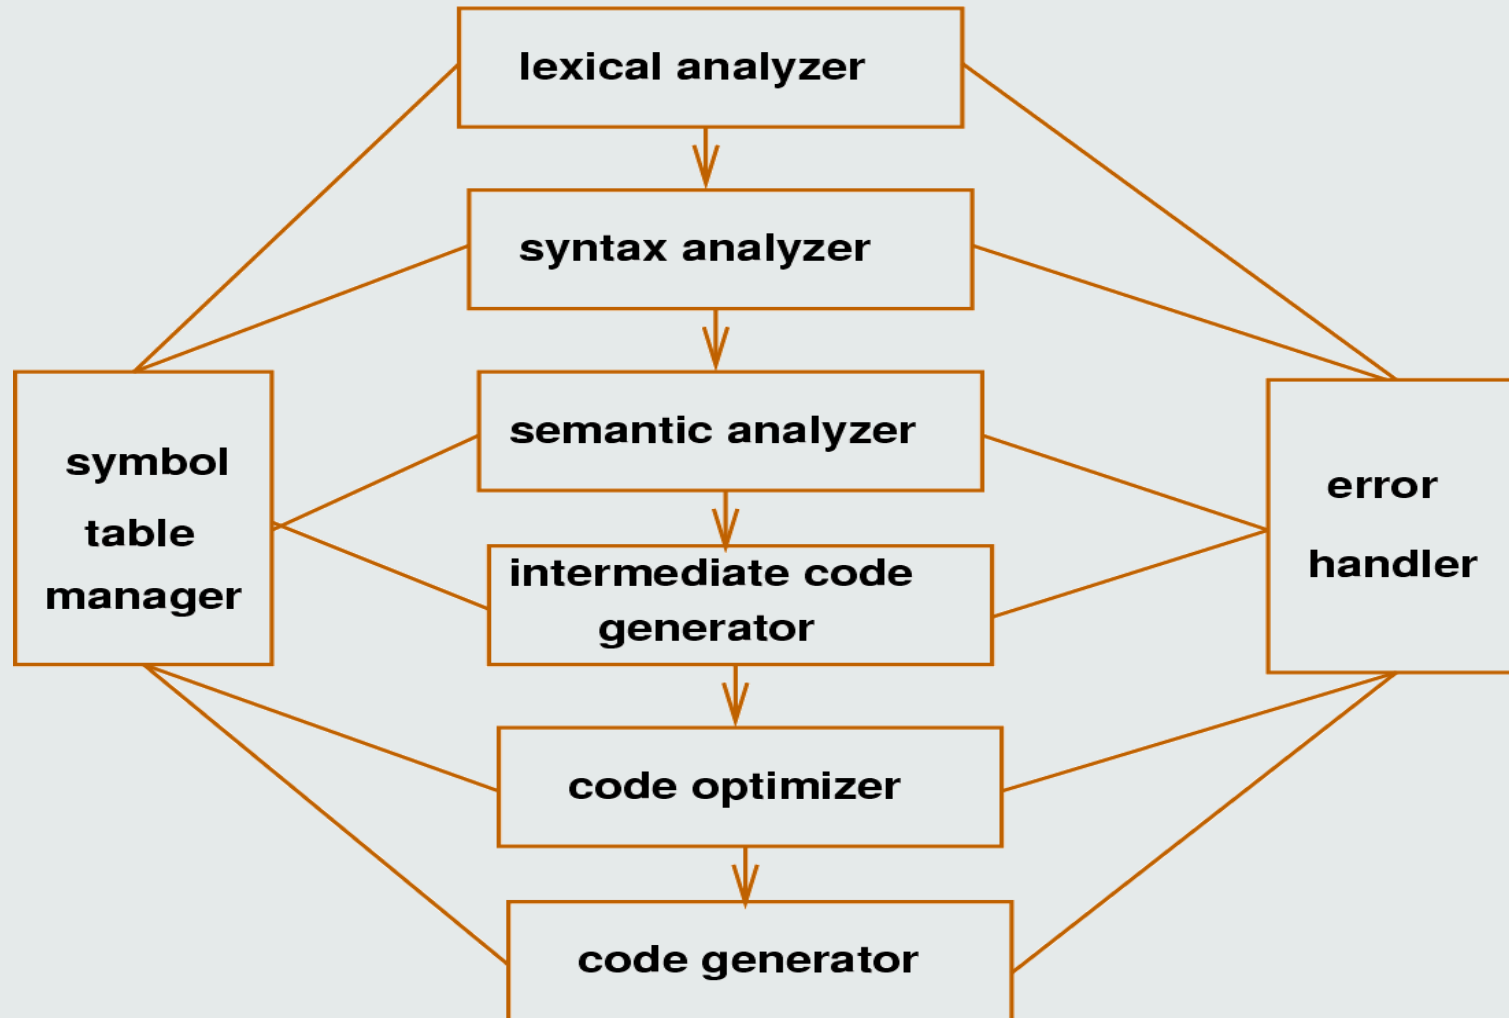 lexical analyzer
syntax analyzer
semantic analyzer
symbol
table
manager
error
handler
intermediate code
generator
code optimizer
code generator